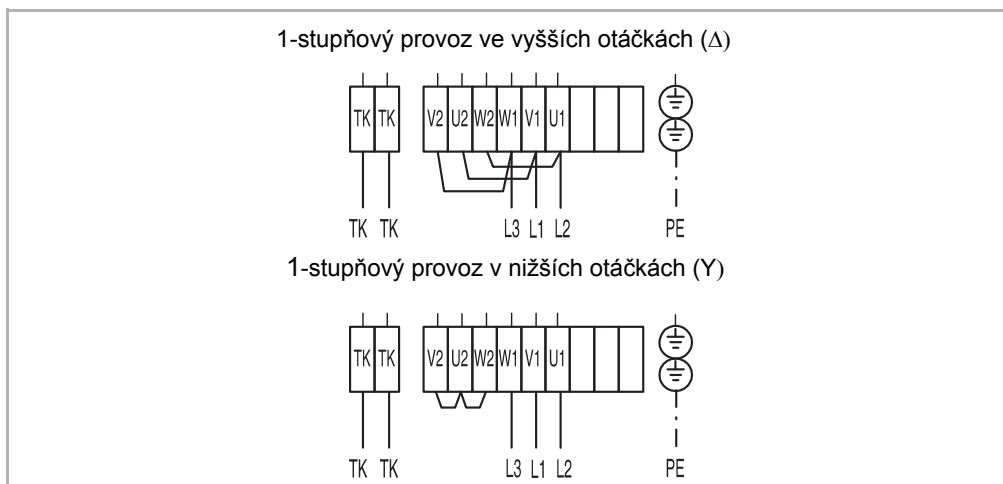 1-stupňový provoz ve vyšších otáčkách (Δ)
TK TK V2 U2 W2 W1 V1 U1
TK TK L3 L1 L2 PE
1-stupňový provoz v nižších otáčkách (Y)
TK TK V2 U2 W2 W1 V1 U1
TK TK L3 L1 L2 PE